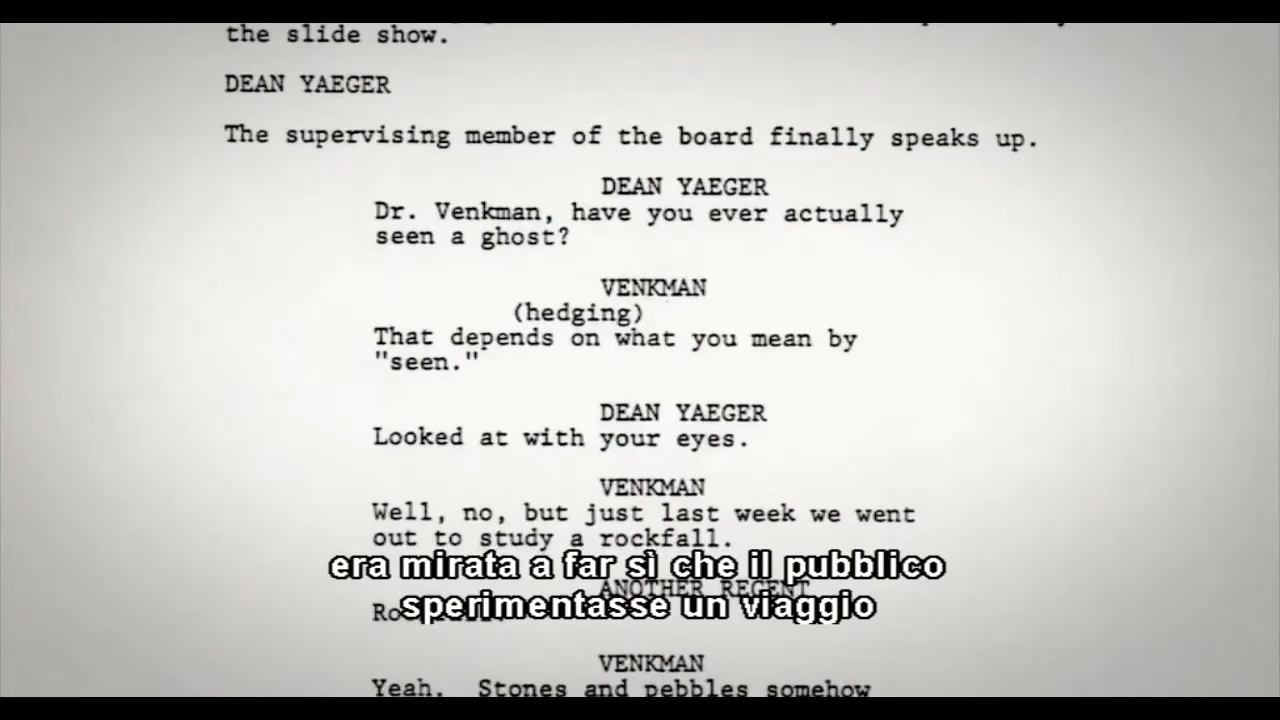 the slide show.
DEAN YAEGER
The supervising member of the board finally speaks up.
DEAN YAEGER
Dr. Venkman, have you ever actually
seen a ghost?
VENKMAN
(hedging)
That depends on what you mean by
"seen."
DEAN YAEGER
Looked at with your eyes.
VENKMAN
Well, no, but just last week we went
out to study a rockfall.
era mirata a far sì che il pubblico
ANOTHER REGENT
sperimentasse un viaggio
VENKMAN
Yeah. Stones and pebbles somehow